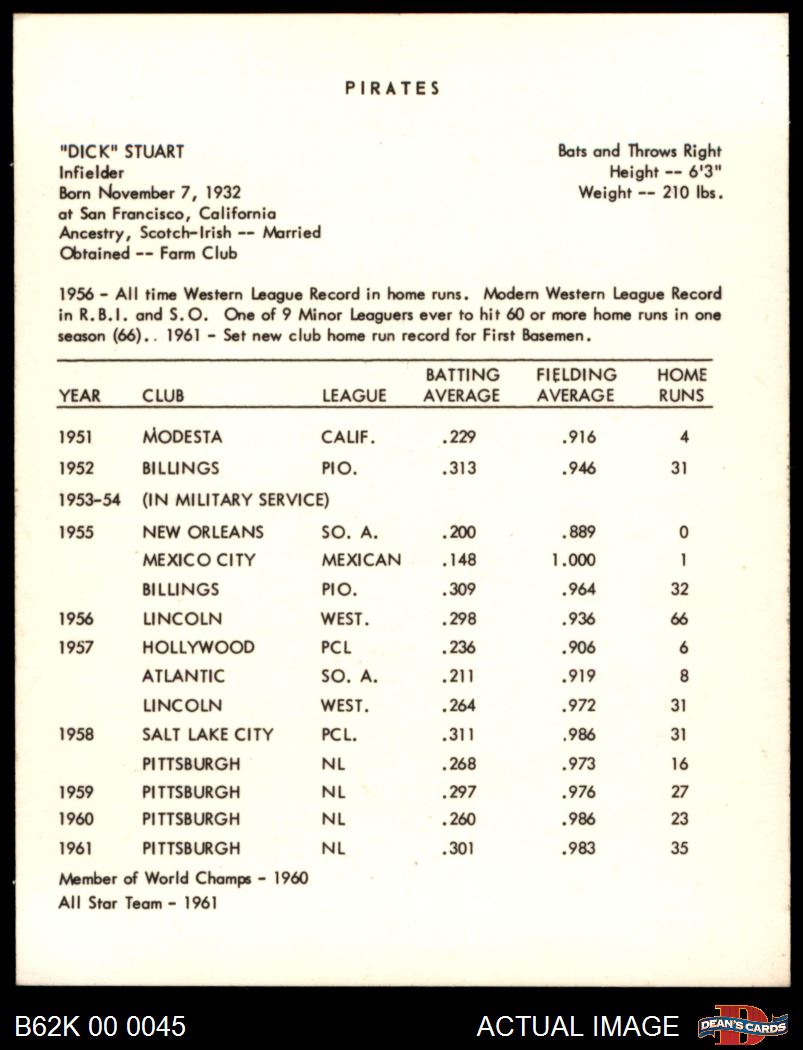 PIRATES
"DICK" STUART Bats and Throws Right
Infielder Height -- 6'3"
Born November 7, 1932 Weight -- 210 lbs.
at San Francisco, California
Ancestry, Scotch-Irish -- Married
Obtained -- Farm Club
1956 - All time Western League Record in home runs. Modern Western League Record
in R.B.I. and S.O. One of 9 Minor Leaguers ever to hit 60 or more home runs in one
season (66).. 1961 - Set new club home run record for First Basemen.
BATTING FIELDING HOME
YEAR CLUB LEAGUE AVERAGE AVERAGE RUNS
1951 MODESTA CALIF. .229 .916 4
1952 BILLINGS PIO. .313 .946 31
1953-54 (IN MILITARY SERVICE)
1955 NEW ORLEANS SO. A. .200 .889 0
MEXICO CITY MEXICAN .148 1.000 1
BILLINGS PIO. .309 .964 32
1956 LINCOLN WEST. .298 .936 66
1957 HOLLYWOOD PCL .236 .906 6
ATLANTIC SO. A. .211 .919 8
LINCOLN WEST. .264 .972 31
1958 SALT LAKE CITY PCL. .311 .986 31
PITTSBURGH NL .268 .973 16
1959 PITTSBURGH NL .297 .976 27
1960 PITTSBURGH NL .260 .986 23
1961 PITTSBURGH NL .301 .983 35
Member of World Champs - 1960
All Star Team - 1961
B62K 00 0045 ACTUAL IMAGE D DEAN'S CARDS